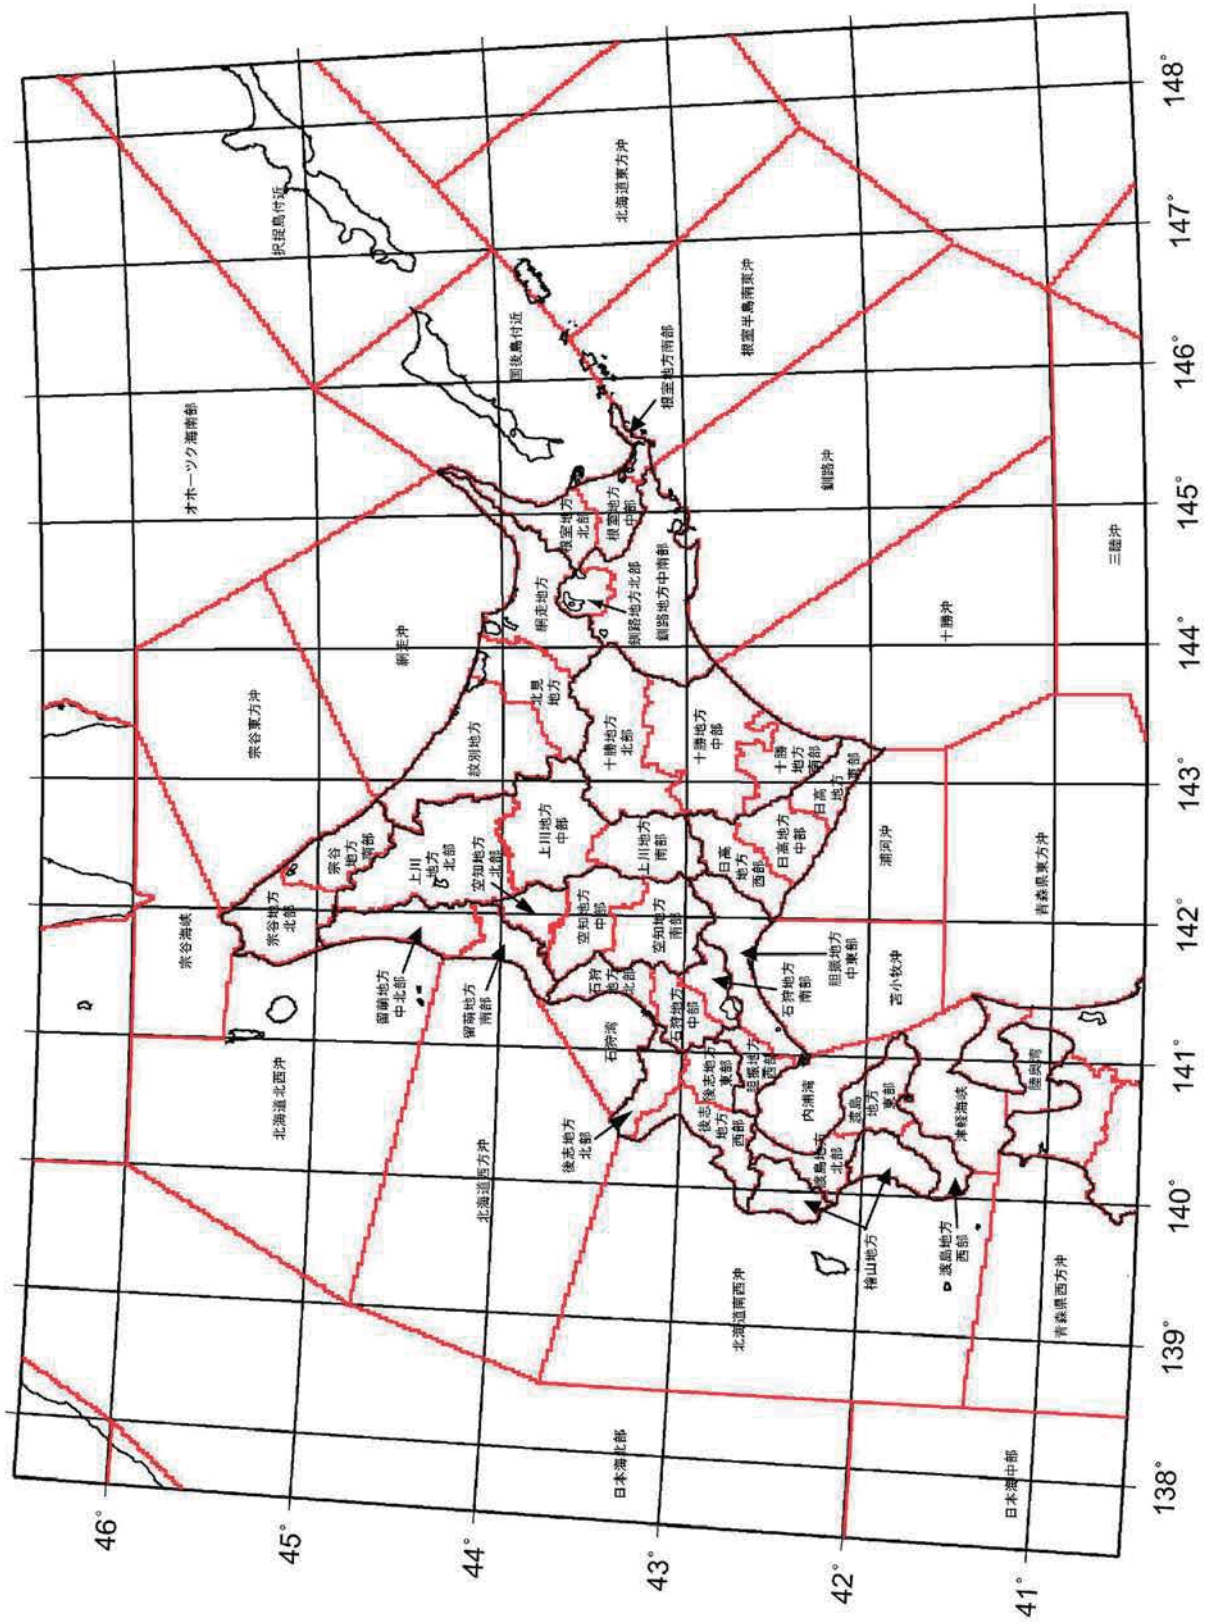 46°
45°
44°
43°
42°
41°
138°
139°
140°
141°
142°
143°
144°
145°
146°
147°
148°
択捉島付近
オホーツク海南部
国後島付近
北海道東方沖
根室半島南東沖
根室地方南部
宗谷東方沖
網走沖
釧路沖
根室地方
北部
根室地方
中部
網走地方
釧路地方北部
釧路地方中南部
三陸沖
十勝沖
宗谷海峡
宗谷地方
北部
宗谷
地方
南部
紋別地方
北見
地方
上川
地方
北部
上川地方
中部
上川地方
南部
十勝地方
北部
十勝地方
中部
十勝
地方
南部
日高
地方
東部
日高地方
中部
日高
地方
西部
浦河沖
青森県東方沖
空知地方
北部
空知地方
中部
空知地方
南部
留萌地方
中北部
留萌地方
南部
石狩
地方
北部
石狩地方
中部
石狩地方
南部
胆振地方
中東部
苫小牧沖
石狩湾
北海道北西沖
北海道西方沖
後志地方
北部
後志地方
東部
後志
地方
西部
胆振地方
西部
内浦湾
渡島
地方
東部
渡島地方
北部
津軽海峡
陸奥湾
檜山地方
渡島地方
西部
北海道南西沖
青森県西方沖
日本海北部
日本海中部